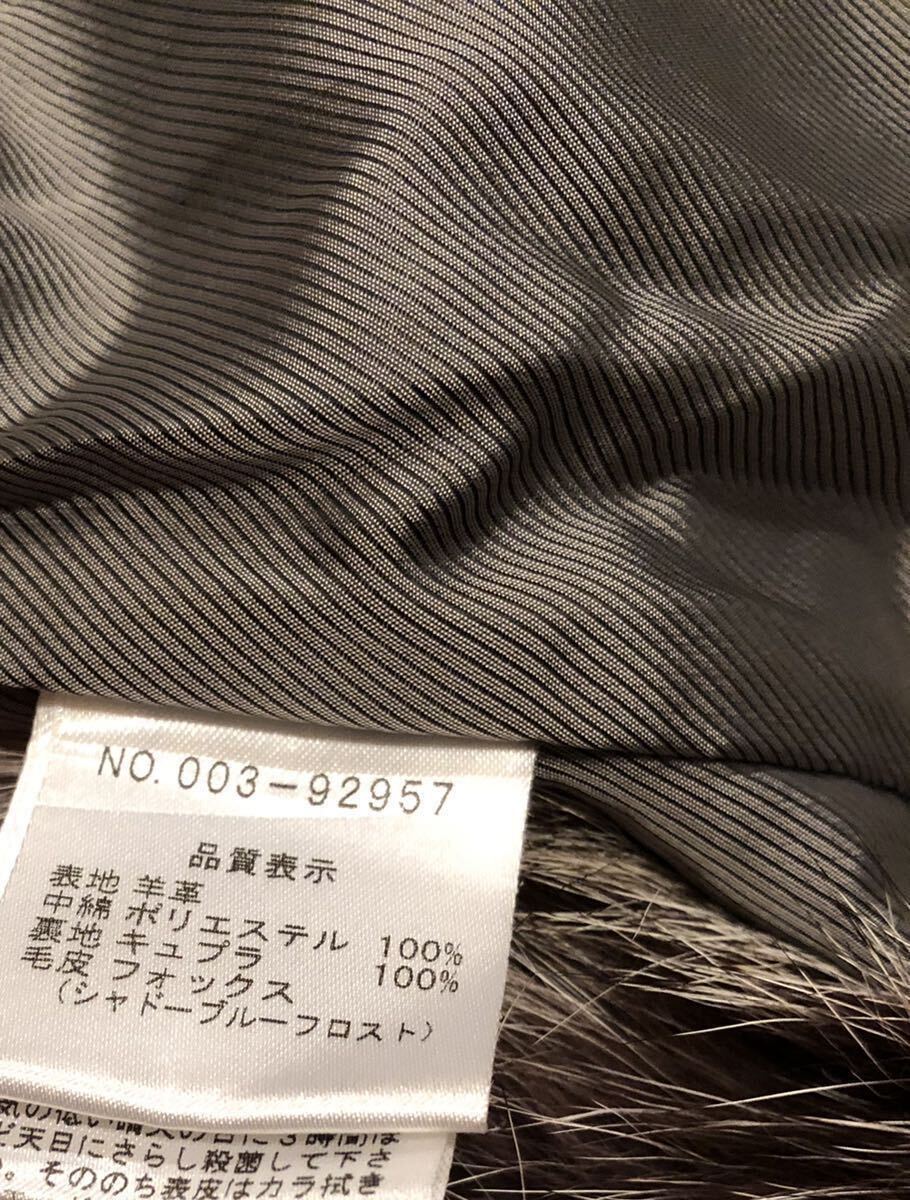 NO. 003-92957
品質表示
表地 羊革
中綿 ポリエステル 100%
裏地 キュプラ 100%
毛皮 フォックス
(シャドーブルーフロスト)
天日にさらし殺菌して下さ
。そののち表皮はカラ拭き